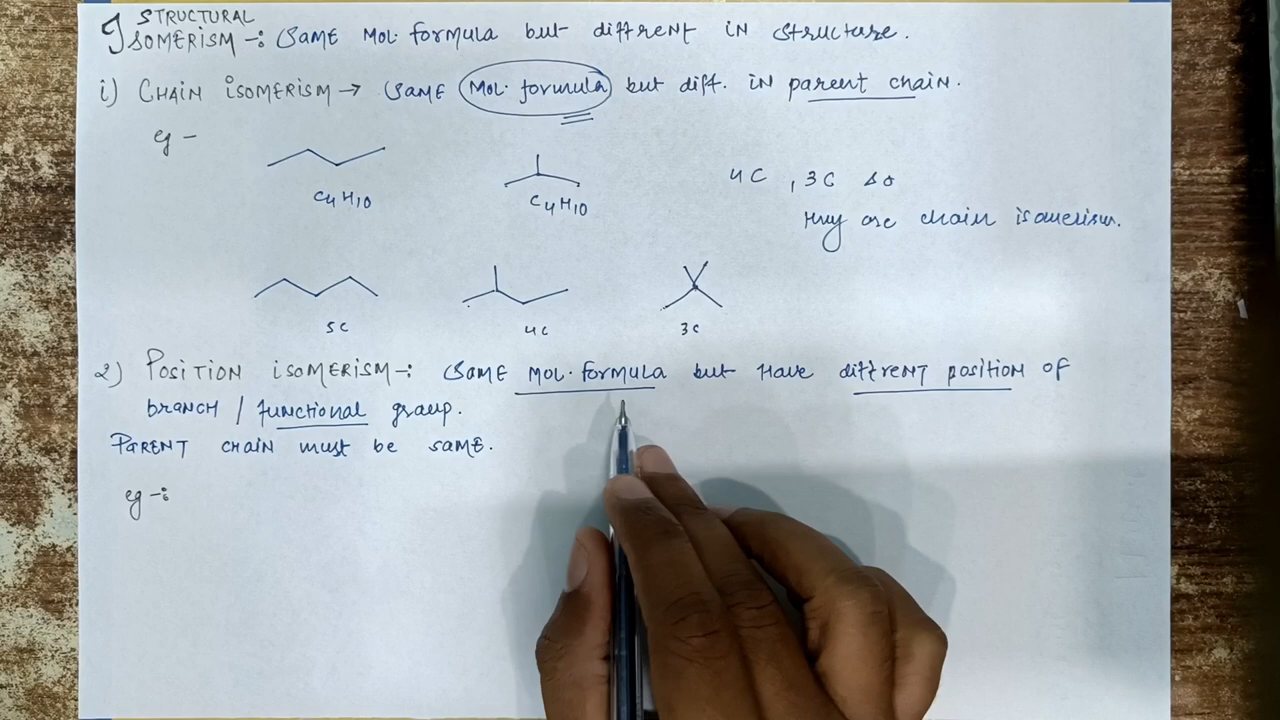 STRUCTURAL
ISOMERISM -: SAME MOL. formula but diffrent in structure.
i) CHAIN isomERISM → SAME MOL. formula but diff. in parent chain.
eg -
C4H10
C4H10
4C , 3C so
they are chain isomerism.
5C
4C
3C
2) POSITION isomERISM -: SAME MOL. formula but HAVE diffERENT position OF
bRANCH / functional group.
PARENT chain must be SAME.
eg -: